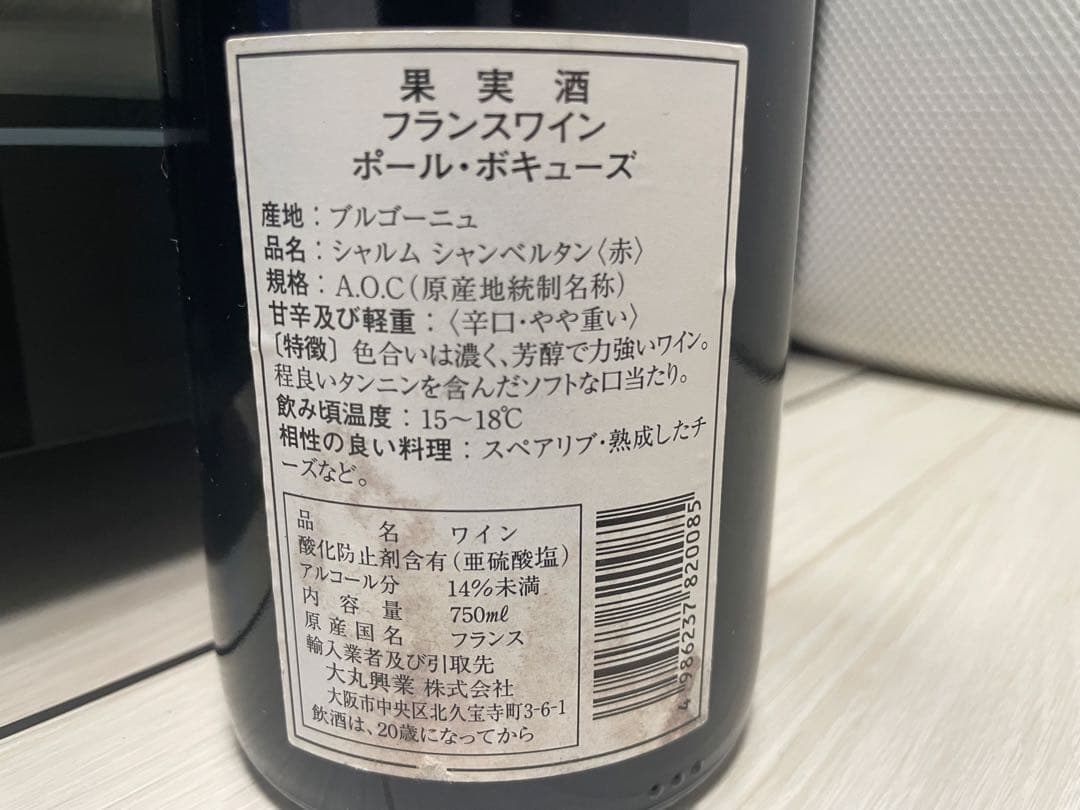 果実酒
フランスワイン
ポール・ボキューズ
産地：ブルゴーニュ
品名：シャルム シャンベルタン〈赤〉
規格：A.O.C（原産地統制名称）
甘辛及び軽重：〈辛口・やや重い〉
〔特徴〕色合いは濃く、芳醇で力強いワイン。
程良いタンニンを含んだソフトな口当たり。
飲み頃温度：15〜18℃
相性の良い料理：スペアリブ・熟成したチ
ーズなど。
品名 ワイン
酸化防止剤含有（亜硫酸塩）
アルコール分 14%未満
内容量 750ml
原産国名 フランス
輸入業者及び引取先
大丸興業 株式会社
大阪市中央区北久宝寺町3-6-1
飲酒は、20歳になってから
4 986237 820085